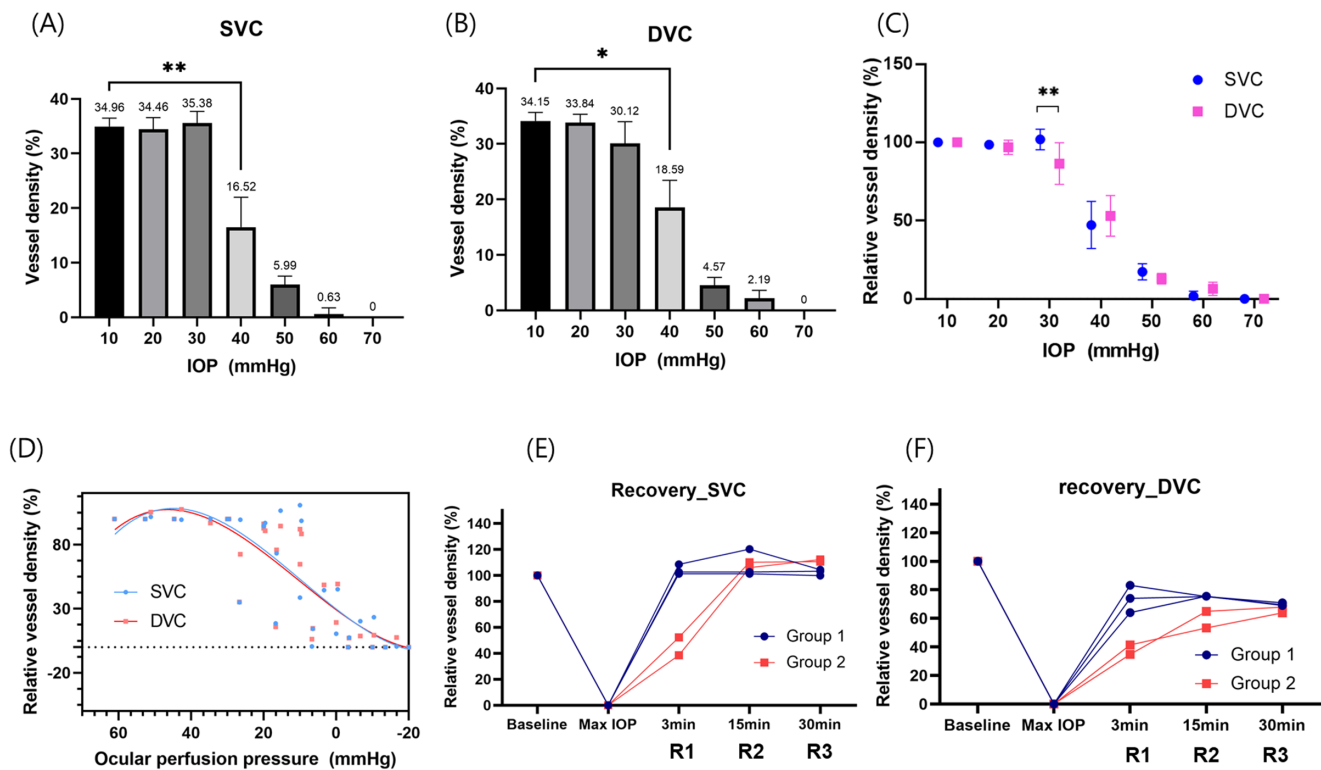 (A)
SVC
**
34.96 34.46 35.38 16.52 5.99 0.63 0
Vessel density (%)
40
30
20
10
0
10 20 30 40 50 60 70
IOP (mmHg)
(B)
DVC
*
34.15 33.84 30.12 18.59 4.57 2.19 0
Vessel density (%)
40
30
20
10
0
10 20 30 40 50 60 70
IOP (mmHg)
(C)
SVC
DVC
**
Relative vessel density (%)
150
100
50
0
10 20 30 40 50 60 70
IOP (mmHg)
(D)
Relative vessel density (%)
80
30
-20
SVC
DVC
60 40 20 0 -20
Ocular perfusion pressure (mmHg)
(E)
Recovery_SVC
Relative vessel density (%)
140
120
100
80
60
40
20
0
Group 1
Group 2
Baseline Max IOP 3min 15min 30min
R1 R2 R3
(F)
recovery_DVC
Relative vessel density (%)
140
120
100
80
60
40
20
0
Group 1
Group 2
Baseline Max IOP 3min 15min 30min
R1 R2 R3